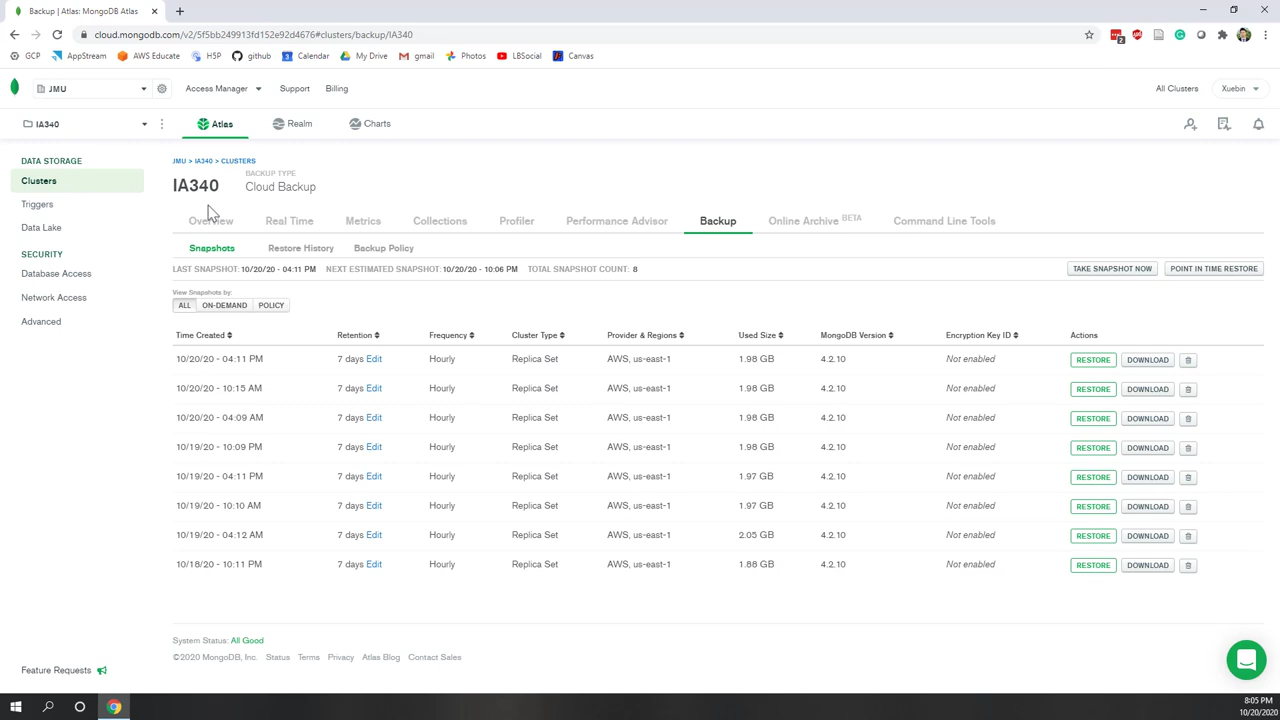 Backup | Atlas: MongoDB Atlas
cloud.mongodb.com/v2/5f5bb249913fd152e92d4676#clusters/backup/IA340
GCP AppStream AWS Educate H5P github Calendar My Drive gmail Photos LBSocial Canvas
JMU Access Manager Support Billing All Clusters Xuebin
IA340 Atlas Realm Charts
DATA STORAGE
Clusters
Triggers
Data Lake
SECURITY
Database Access
Network Access
Advanced
Feature Requests
JMU > IA340 > CLUSTERS
IA340
BACKUP TYPE
Cloud Backup
Overview Real Time Metrics Collections Profiler Performance Advisor Backup Online Archive BETA Command Line Tools
Snapshots Restore History Backup Policy
LAST SNAPSHOT: 10/20/20 - 04:11 PM NEXT ESTIMATED SNAPSHOT: 10/20/20 - 10:06 PM TOTAL SNAPSHOT COUNT: 8 TAKE SNAPSHOT NOW POINT IN TIME RESTORE
View Snapshots by:
ALL ON-DEMAND POLICY
Time Created Retention Frequency Cluster Type Provider & Regions Used Size MongoDB Version Encryption Key ID Actions
10/20/20 - 04:11 PM 7 days Edit Hourly Replica Set AWS, us-east-1 1.98 GB 4.2.10 Not enabled RESTORE DOWNLOAD
10/20/20 - 10:15 AM 7 days Edit Hourly Replica Set AWS, us-east-1 1.98 GB 4.2.10 Not enabled RESTORE DOWNLOAD
10/20/20 - 04:09 AM 7 days Edit Hourly Replica Set AWS, us-east-1 1.98 GB 4.2.10 Not enabled RESTORE DOWNLOAD
10/19/20 - 10:09 PM 7 days Edit Hourly Replica Set AWS, us-east-1 1.98 GB 4.2.10 Not enabled RESTORE DOWNLOAD
10/19/20 - 04:11 PM 7 days Edit Hourly Replica Set AWS, us-east-1 1.97 GB 4.2.10 Not enabled RESTORE DOWNLOAD
10/19/20 - 10:10 AM 7 days Edit Hourly Replica Set AWS, us-east-1 1.97 GB 4.2.10 Not enabled RESTORE DOWNLOAD
10/19/20 - 04:12 AM 7 days Edit Hourly Replica Set AWS, us-east-1 2.05 GB 4.2.10 Not enabled RESTORE DOWNLOAD
10/18/20 - 10:11 PM 7 days Edit Hourly Replica Set AWS, us-east-1 1.88 GB 4.2.10 Not enabled RESTORE DOWNLOAD
System Status: All Good
©2020 MongoDB, Inc. Status Terms Privacy Atlas Blog Contact Sales
8:05 PM
10/20/2020